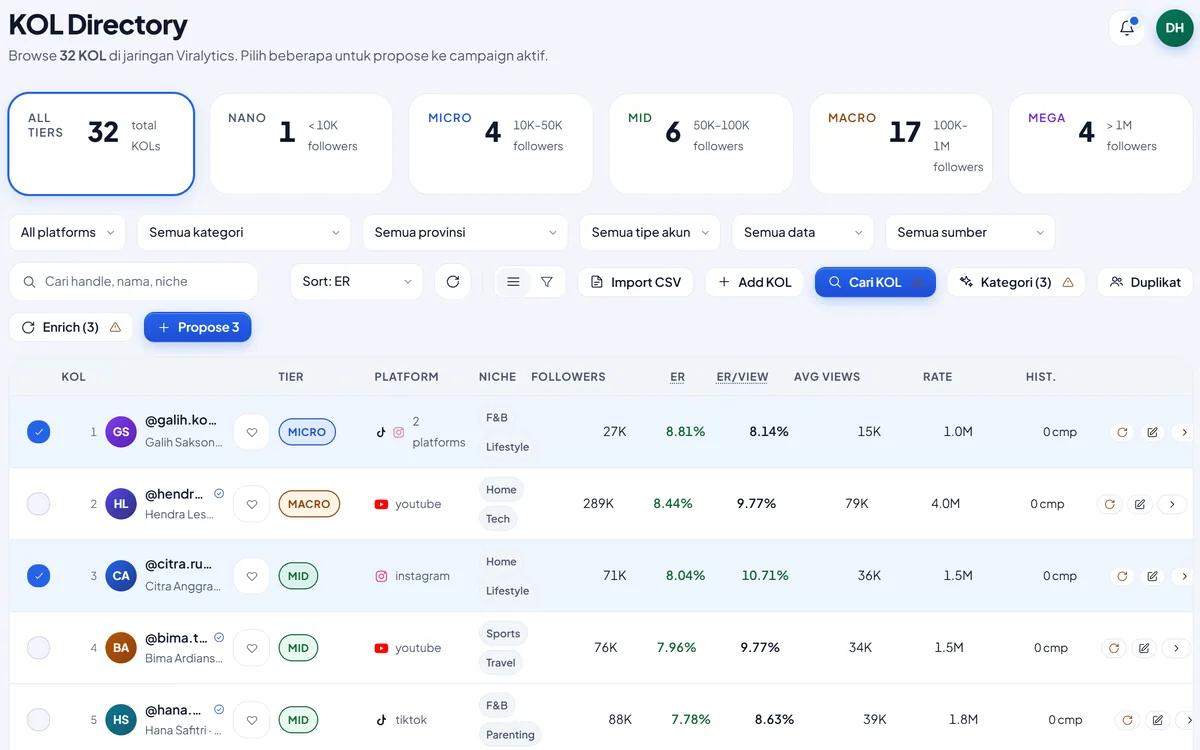 KOL Directory
DH
Browse 32 KOL di jaringan Viralytics. Pilih beberapa untuk propose ke campaign aktif.
ALL TIERS 32 total KOLs
NANO 1 <10K followers
MICRO 4 10K–50K followers
MID 6 50K–100K followers
MACRO 17 100K–1M followers
MEGA 4 > 1M followers
All platforms Semua kategori Semua provinsi Semua tipe akun Semua data Semua sumber
Cari handle, nama, niche Sort: ER Import CSV Add KOL Cari KOL Kategori (3) Duplikat
Enrich (3) Propose 3
KOL TIER PLATFORM NICHE FOLLOWERS ER ER/VIEW AVG VIEWS RATE HIST.
1 GS @galih.ko... Galih Sakson... MICRO 2 platforms F&B Lifestyle 27K 8.81% 8.14% 15K 1.0M 0 cmp
2 HL @hendr... Hendra Les... MACRO youtube Home Tech 289K 8.44% 9.77% 79K 4.0M 0 cmp
3 CA @citra.ru... Citra Anggra... MID instagram Home Lifestyle 71K 8.04% 10.71% 36K 1.5M 0 cmp
4 BA @bima.t... Bima Ardians... MID youtube Sports Travel 76K 7.96% 9.77% 34K 1.5M 0 cmp
5 HS @hana.... Hana Safitri · ... MID tiktok F&B Parenting 88K 7.78% 8.63% 39K 1.8M 0 cmp